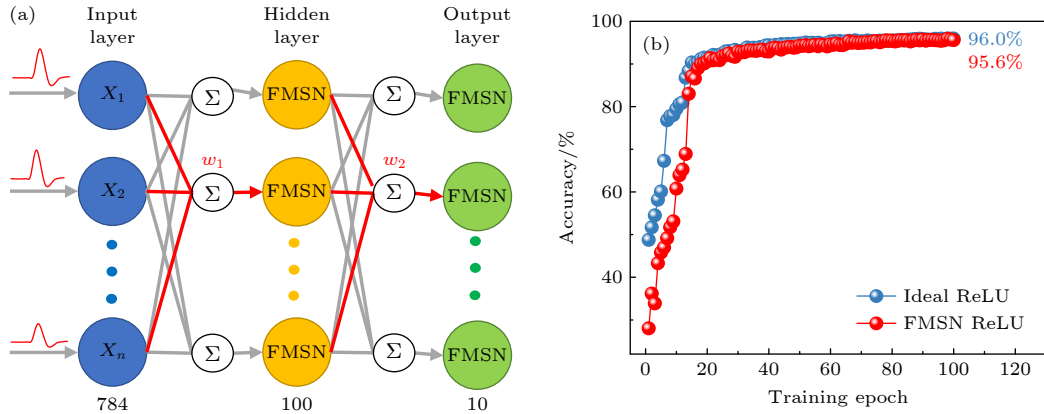 (a)
Input
layer
Hidden
layer
Output
layer
X1
Σ
FMSN
Σ
FMSN
w1
w2
X2
Σ
FMSN
Σ
FMSN
Xn
Σ
FMSN
Σ
FMSN
784
100
10
(b)
100
80
60
40
Accuracy/%
96.0%
95.6%
Ideal ReLU
FMSN ReLU
0 20 40 60 80 100 120
Training epoch